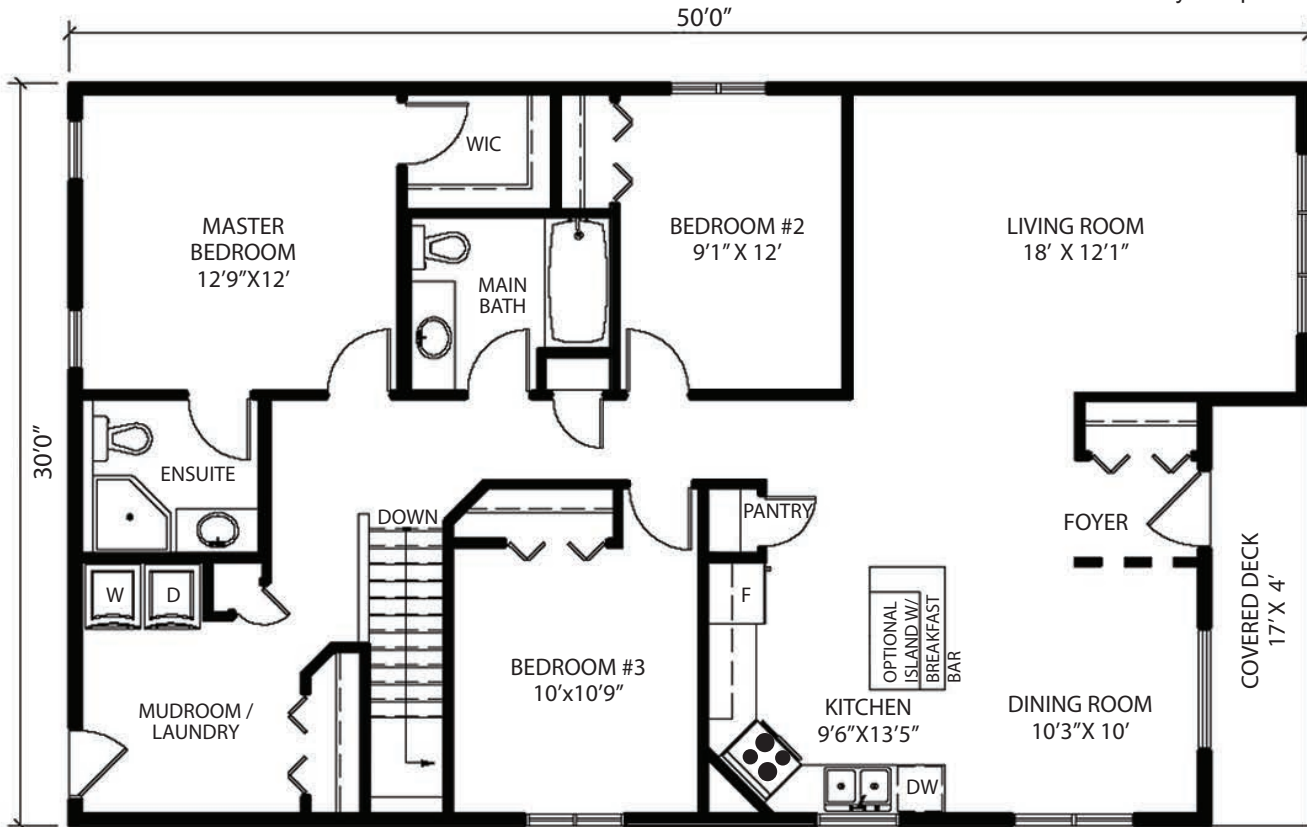 50'0"
30'0"
MASTER
BEDROOM
12'9"X12'
WIC
MAIN
BATH
BEDROOM #2
9'1" X 12'
LIVING ROOM
18' X 12'1"
ENSUITE
DOWN
PANTRY
FOYER
COVERED DECK
17' X 4'
W
D
F
OPTIONAL
ISLAND W/
BREAKFAST
BAR
BEDROOM #3
10'x10'9"
MUDROOM /
LAUNDRY
KITCHEN
9'6"X13'5"
DINING ROOM
10'3"X 10'
DW